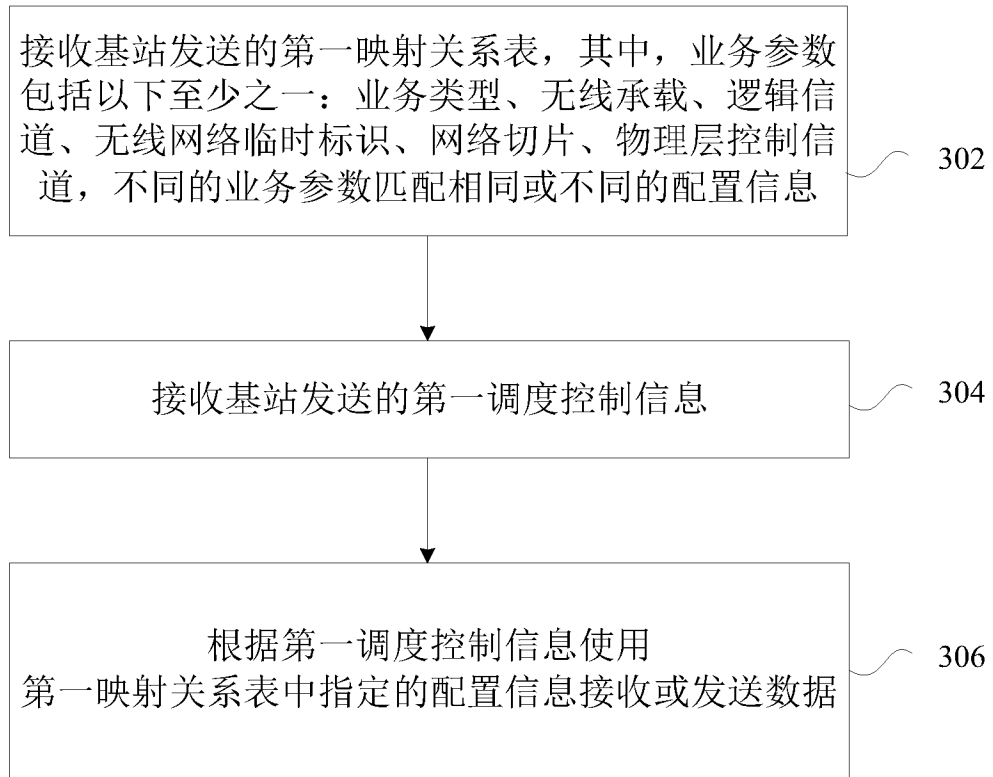 接收基站发送的第一映射关系表，其中，业务参数
包括以下至少之一：业务类型、无线承载、逻辑信
道、无线网络临时标识、网络切片、物理层控制信
道，不同的业务参数匹配相同或不同的配置信息
302
接收基站发送的第一调度控制信息
304
根据第一调度控制信息使用
第一映射关系表中指定的配置信息接收或发送数据
306